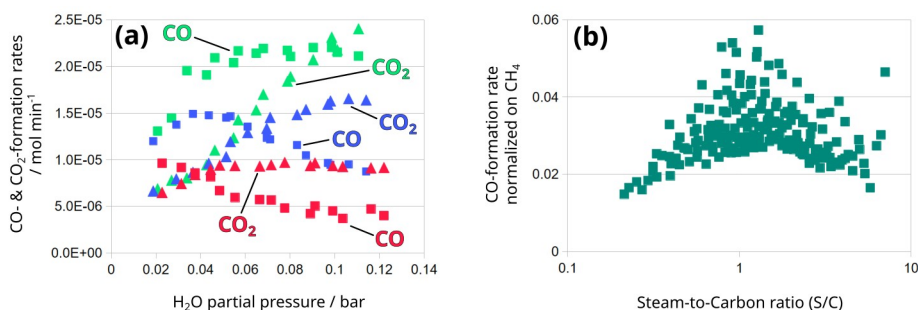 (a)
CO
CO₂
CO₂
CO
CO₂
CO
2.5E-05
2.0E-05
1.5E-05
1.0E-05
5.0E-06
0.0E+00
0 0.02 0.04 0.06 0.08 0.1 0.12 0.14
CO- & CO₂-formation rates
/ mol min⁻¹
H₂O partial pressure / bar
(b)
0.06
0.04
0.02
0
0.1 1 10
CO-formation rate
normalized on CH₄
Steam-to-Carbon ratio (S/C)